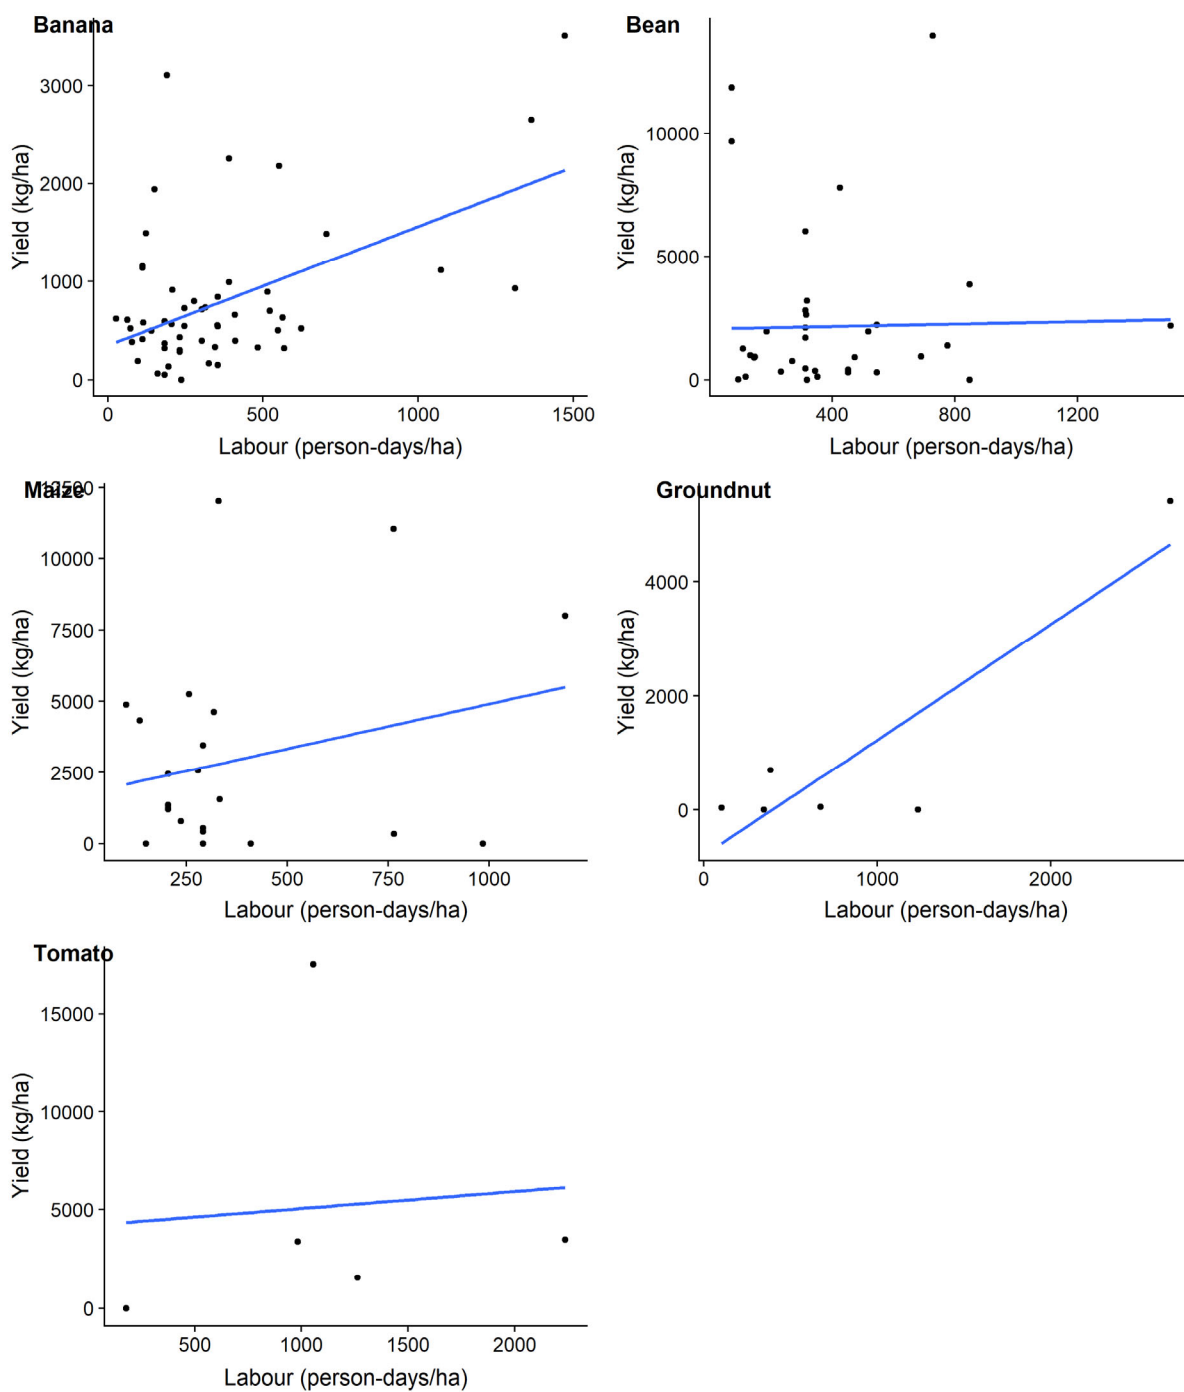 Banana
3000
2000
1000
0
Yield (kg/ha)
0 500 1000 1500
Labour (person-days/ha)
Bean
10000
5000
0
Yield (kg/ha)
400 800 1200
Labour (person-days/ha)
Maize
12500
10000
7500
5000
2500
0
Yield (kg/ha)
250 500 750 1000
Labour (person-days/ha)
Groundnut
4000
2000
0
Yield (kg/ha)
0 1000 2000
Labour (person-days/ha)
Tomato
15000
10000
5000
0
Yield (kg/ha)
500 1000 1500 2000
Labour (person-days/ha)